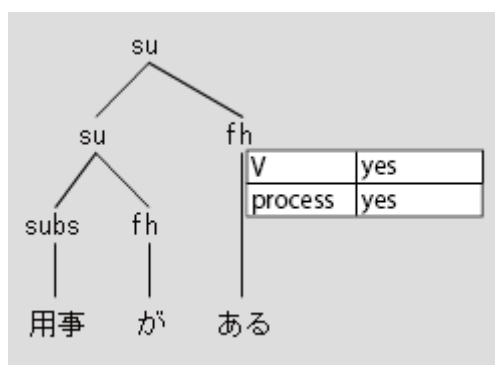 su
su fh
V yes
process yes
subs fh
用事 が ある